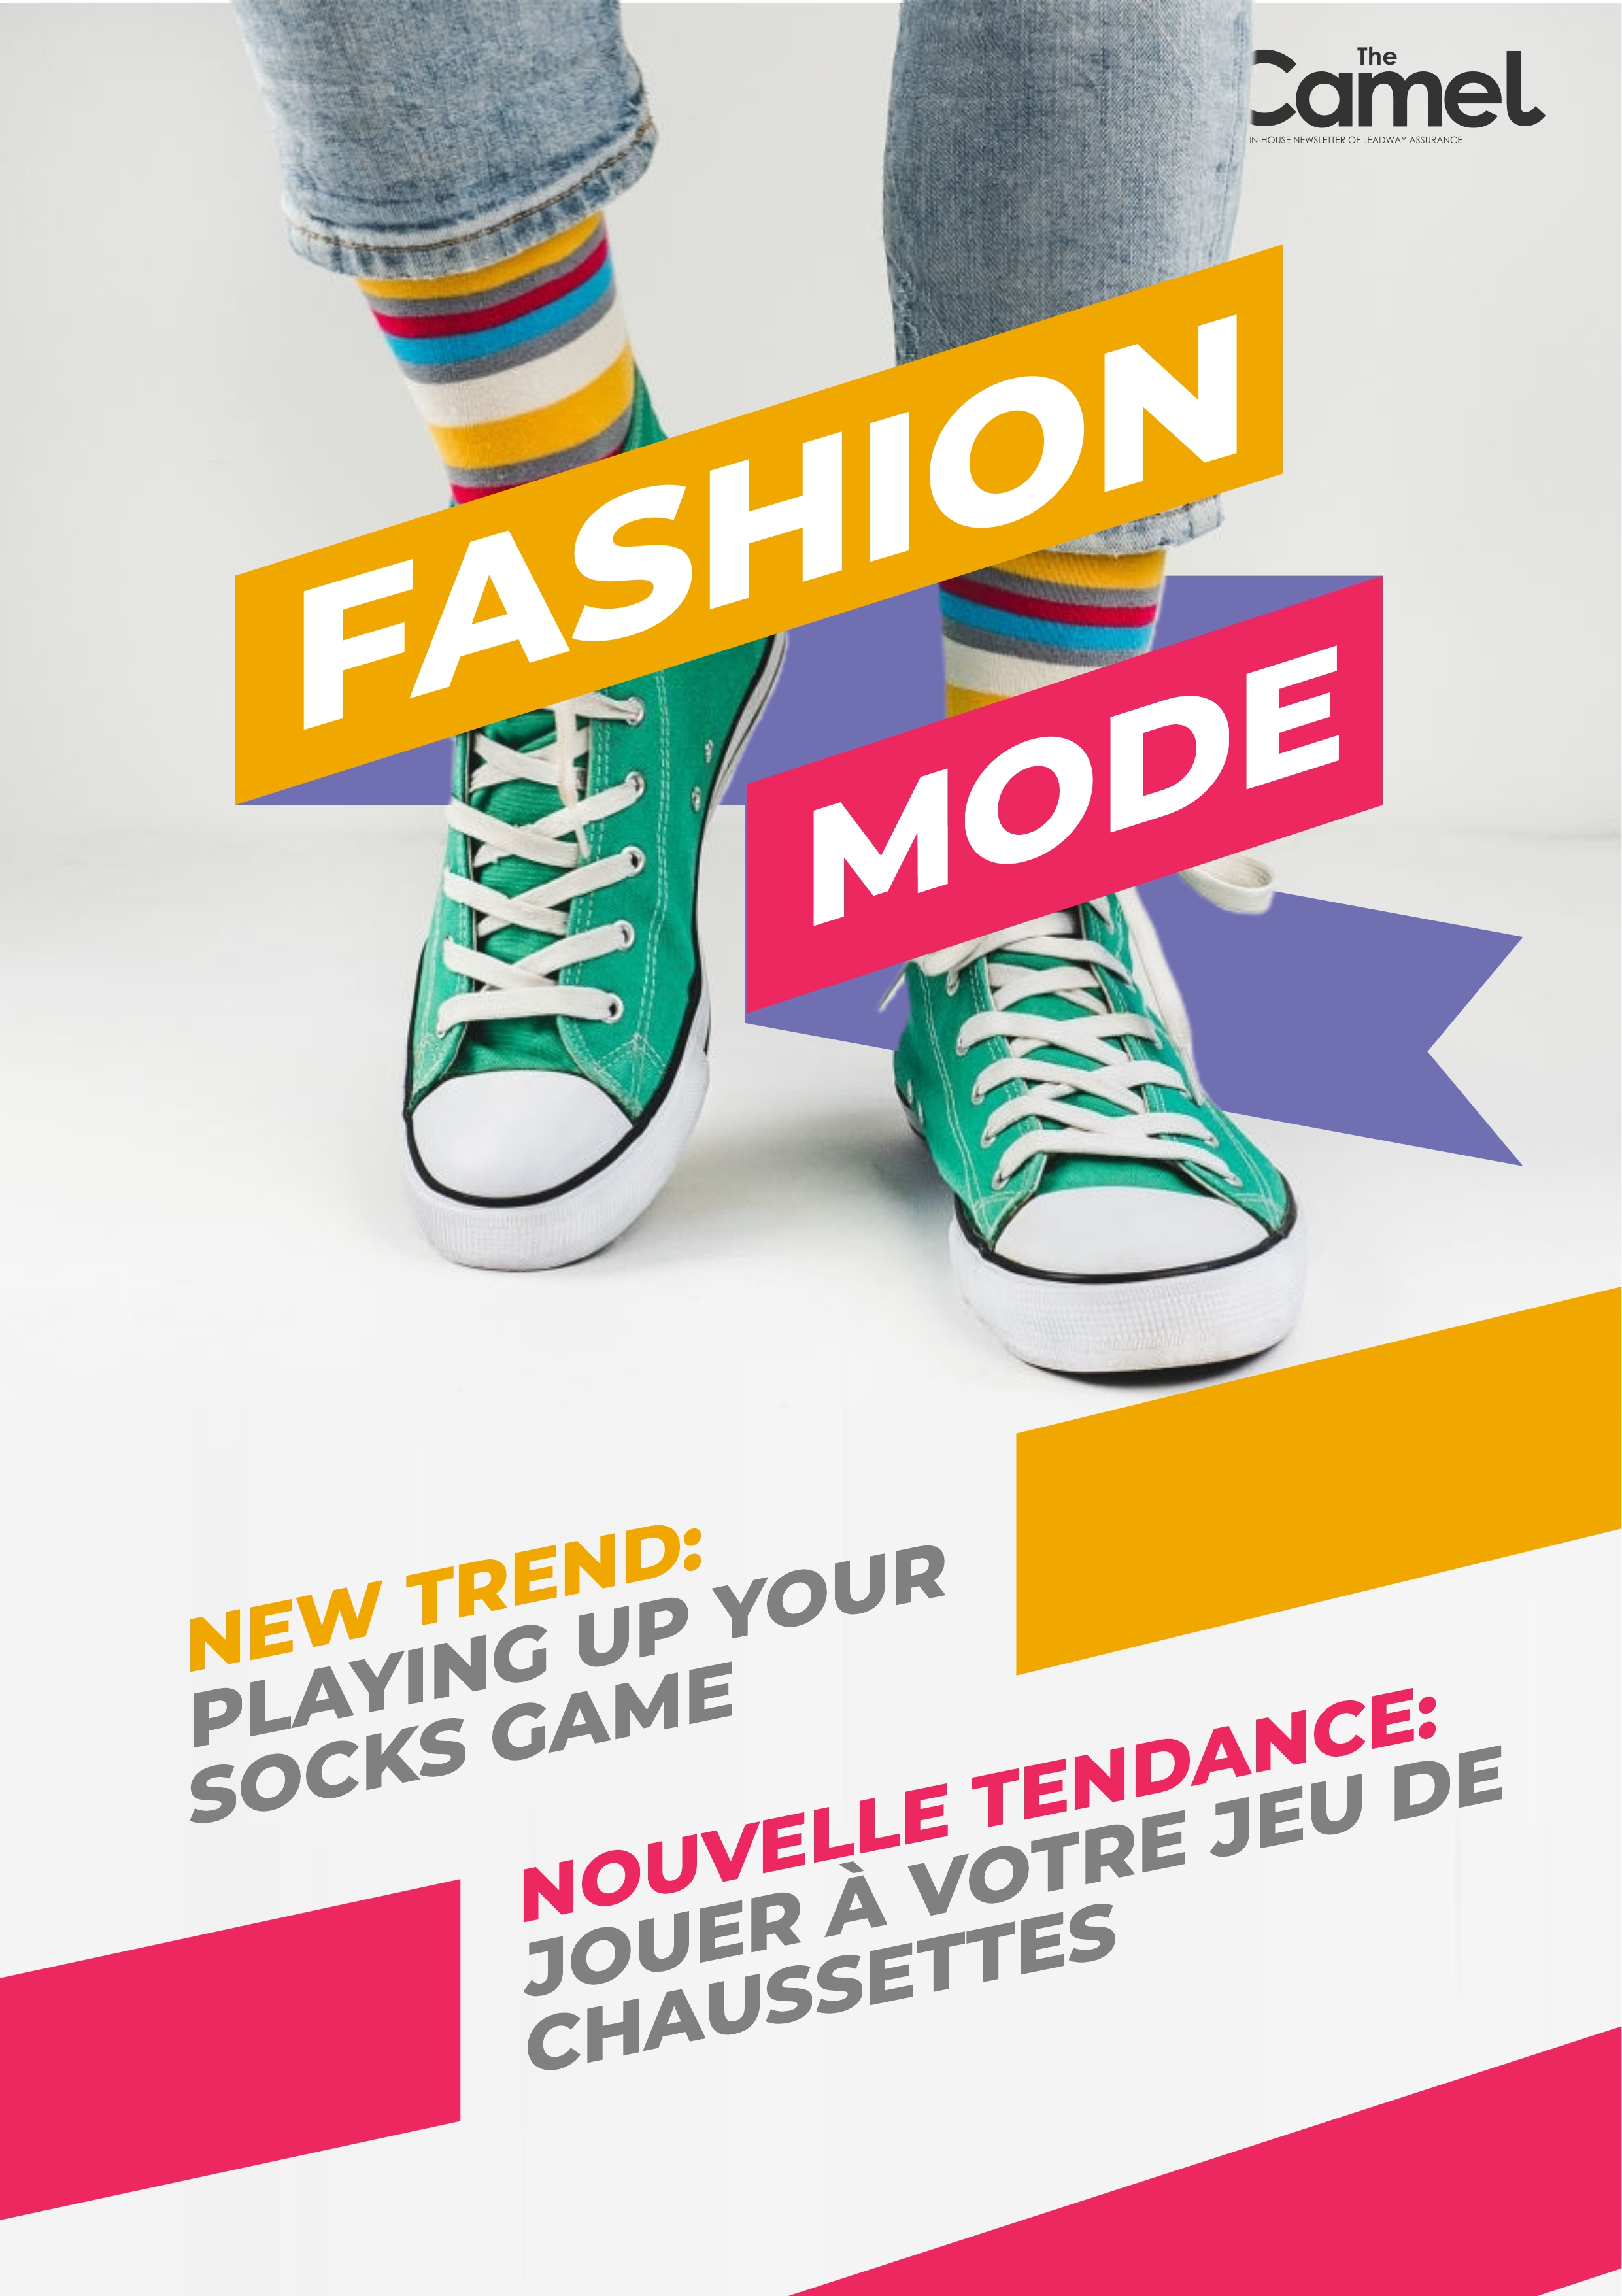 The
Camel
IN-HOUSE NEWSLETTER OF LEADWAY ASSURANCE
FASHION
MODE
NEW TREND:
PLAYING UP YOUR
SOCKS GAME
NOUVELLE TENDANCE:
JOUER À VOTRE JEU DE
CHAUSSETTES